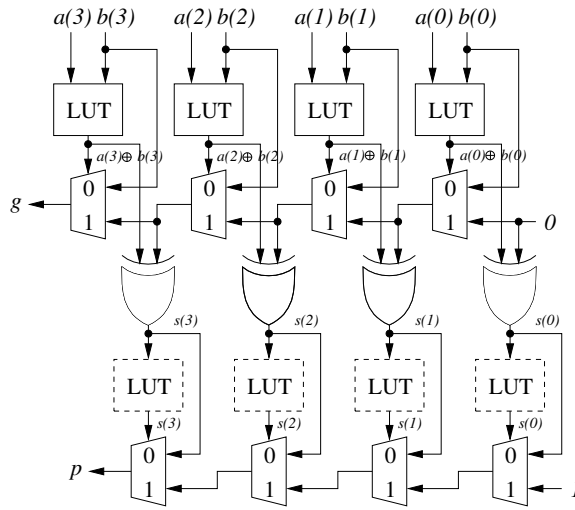 a(3) b(3) a(2) b(2) a(1) b(1) a(0) b(0)
LUT LUT LUT LUT
a(3)⊕ b(3) a(2)⊕ b(2) a(1)⊕ b(1) a(0)⊕ b(0)
0 0 0 0
g
1 1 1 1 0
s(3) s(2) s(1) s(0)
LUT LUT LUT LUT
s(3) s(2) s(1) s(0)
0 0 0 0
p
1 1 1 1